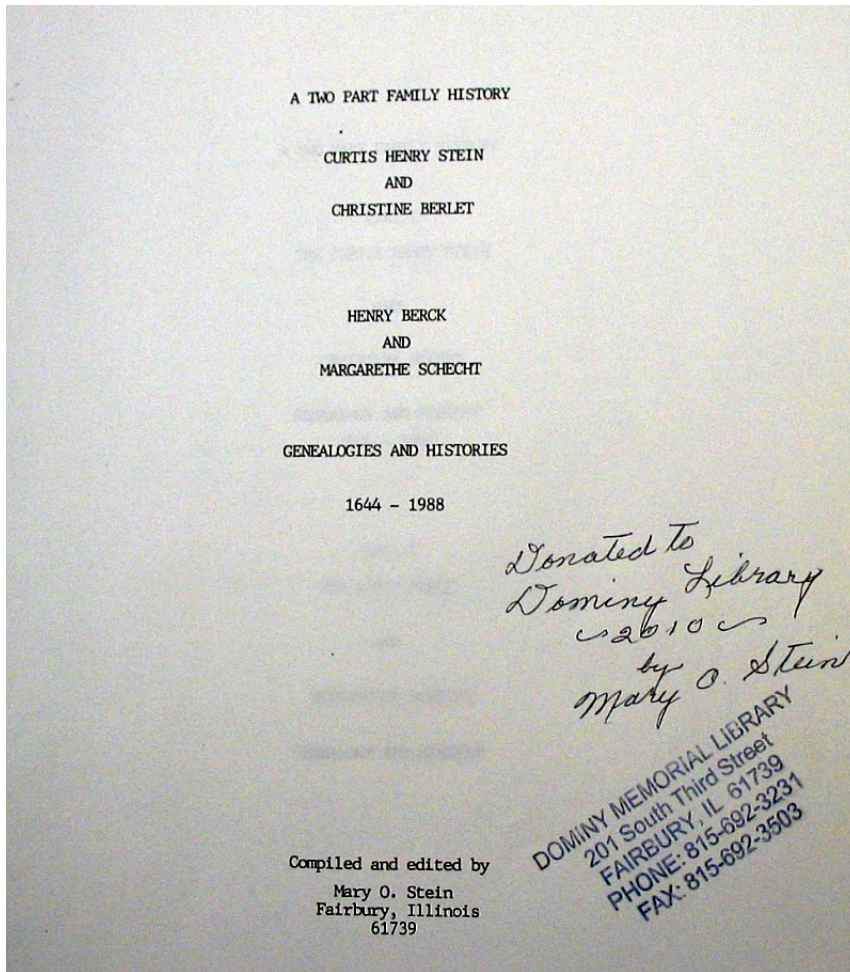 A TWO PART FAMILY HISTORY
CURTIS HENRY STEIN
AND
CHRISTINE BERLET
HENRY BERCK
AND
MARGARETHE SCHECHT
GENEALOGIES AND HISTORIES
1644 - 1988
Donated to
Dominy Library
~2010~
by
Mary O. Stein
DOMINY MEMORIAL LIBRARY
201 South Third Street
FAIRBURY, IL 61739
PHONE: 815-692-3231
FAX: 815-692-3503
Compiled and edited by
Mary O. Stein
Fairbury, Illinois
61739